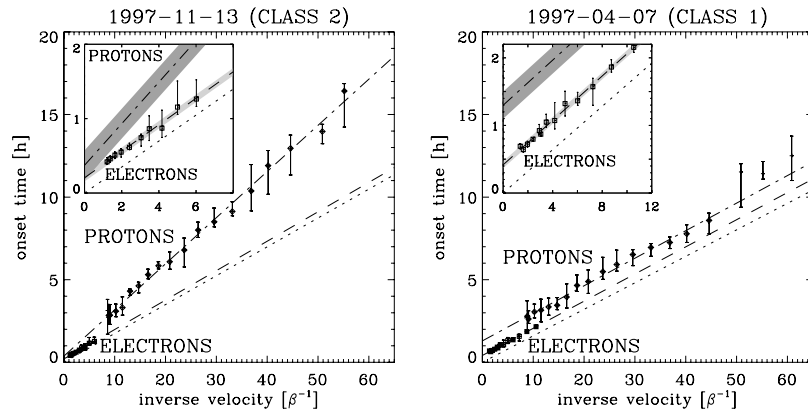 1997-11-13 (CLASS 2)
20
15
10
5
0
onset time [h]
2
1
0
0 2 4 6
PROTONS
ELECTRONS
PROTONS
ELECTRONS
0 10 20 30 40 50 60
inverse velocity [β⁻¹]
1997-04-07 (CLASS 1)
20
15
10
5
0
onset time [h]
2
1
0
0 4 8 12
ELECTRONS
PROTONS
ELECTRONS
0 10 20 30 40 50 60
inverse velocity [β⁻¹]